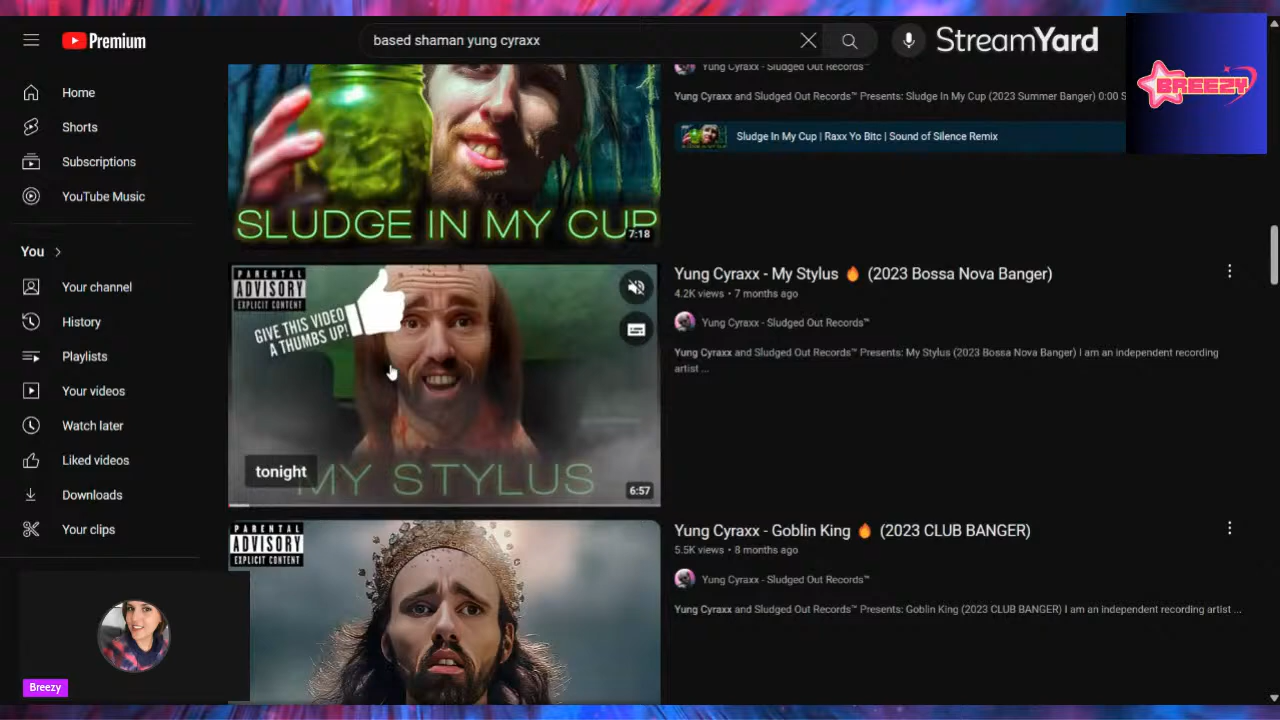 Premium
based shaman yung cyraxx
StreamYard
BREEZY
Home
Shorts
Subscriptions
YouTube Music
You
Your channel
History
Playlists
Your videos
Watch later
Liked videos
Downloads
Your clips
Breezy
SLUDGE IN MY CUP
7:18
Yung Cyraxx - Sludged Out Records™
Yung Cyraxx and Sludged Out Records™ Presents: Sludge In My Cup (2023 Summer Banger) 0:00 S
Sludge In My Cup | Raxx Yo Bitc | Sound of Silence Remix
PARENTAL
ADVISORY
EXPLICIT CONTENT
GIVE THIS VIDEO
A THUMBS UP!
tonight
MY STYLUS
6:57
Yung Cyraxx - My Stylus 🔥 (2023 Bossa Nova Banger)
4.2K views • 7 months ago
Yung Cyraxx - Sludged Out Records™
Yung Cyraxx and Sludged Out Records™ Presents: My Stylus (2023 Bossa Nova Banger) I am an independent recording
artist ...
PARENTAL
ADVISORY
EXPLICIT CONTENT
Yung Cyraxx - Goblin King 🔥 (2023 CLUB BANGER)
5.5K views • 8 months ago
Yung Cyraxx - Sludged Out Records™
Yung Cyraxx and Sludged Out Records™ Presents: Goblin King (2023 CLUB BANGER) I am an independent recording artist ...